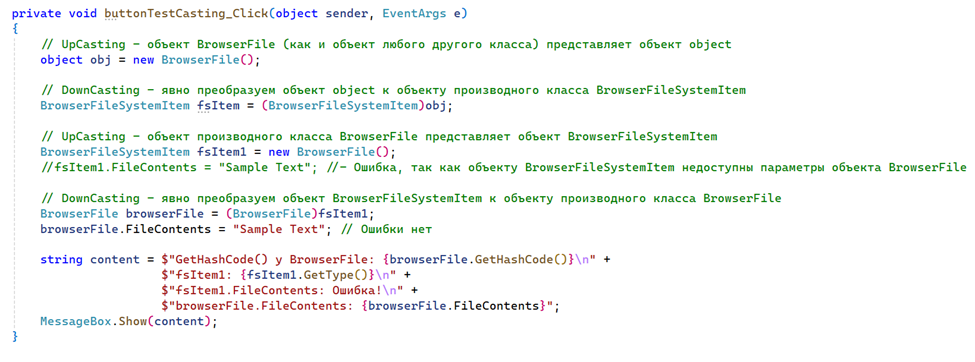 private void buttonTestCasting_Click(object sender, EventArgs e)
{
// UpCasting - объект BrowserFile (как и объект любого другого класса) представляет объект object
object obj = new BrowserFile();
// DownCasting - явно преобразуем объект object к объекту производного класса BrowserFileSystemItem
BrowserFileSystemItem fsItem = (BrowserFileSystemItem)obj;
// UpCasting - объект производного класса BrowserFile представляет объект BrowserFileSystemItem
BrowserFileSystemItem fsItem1 = new BrowserFile();
//fsItem1.FileContents = "Sample Text"; //- Ошибка, так как объекту BrowserFileSystemItem недоступны параметры объекта BrowserFile
// DownCasting - явно преобразуем объект BrowserFileSystemItem к объекту производного класса BrowserFile
BrowserFile browserFile = (BrowserFile)fsItem1;
browserFile.FileContents = "Sample Text"; // Ошибки нет
string content = $"GetHashCode() у BrowserFile: {browserFile.GetHashCode()}\n" +
$"fsItem1: {fsItem1.GetType()}\n" +
$"fsItem1.FileContents: Ошибка!\n" +
$"browserFile.FileContents: {browserFile.FileContents}";
MessageBox.Show(content);
}